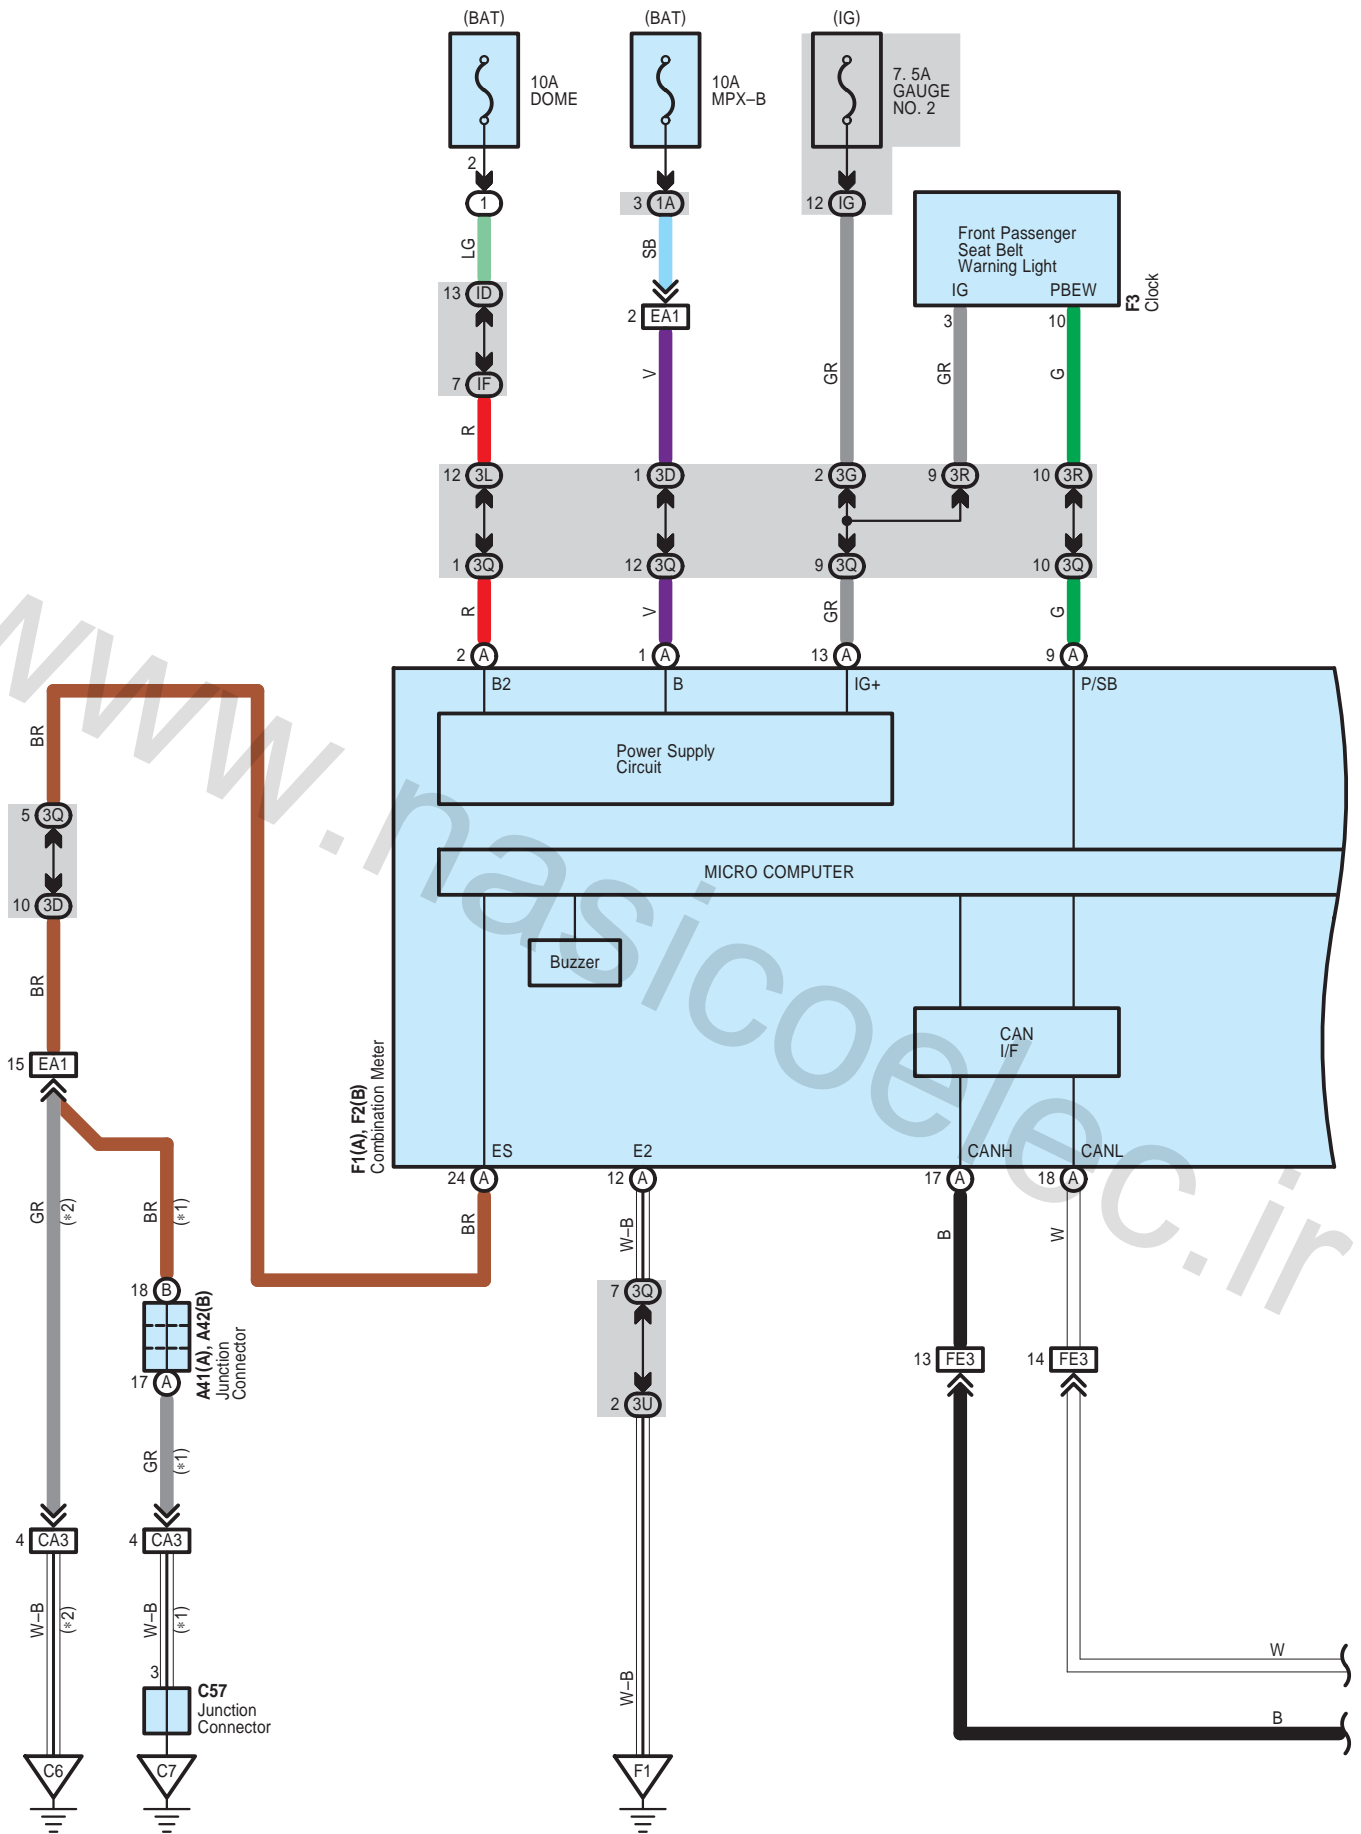 (BAT)
(BAT)
(IG)
10A
DOME
10A
MPX–B
7. 5A
GAUGE
NO. 2
2
1
3 1A
12 IG
LG
SB
Front Passenger
Seat Belt
Warning Light
IG
PBEW
F3
Clock
13 ID
2 EA1
3
10
7 IF
V
GR
GR
G
R
12 3L
1 3D
2 3G
9 3R
10 3R
1 3Q
12 3Q
9 3Q
10 3Q
R
V
GR
G
2 A
1 A
13 A
9 A
B2
B
IG+
P/SB
Power Supply
Circuit
BR
5 3Q
10 3D
MICRO COMPUTER
Buzzer
BR
CAN
I/F
15 EA1
F1(A), F2(B)
Combination Meter
ES
E2
CANH
CANL
24 A
12 A
17 A
18 A
GR
(*2)
BR
(*1)
BR
W–B
B
W
18 B
7 3Q
A41(A), A42(B)
Junction
Connector
17 A
13 FE3
14 FE3
2 3U
GR
(*1)
4 CA3
4 CA3
W–B
(*2)
W–B
(*1)
W–B
W
3
C57
Junction
Connector
B
C6
C7
F1
www.nasicoelec.ir